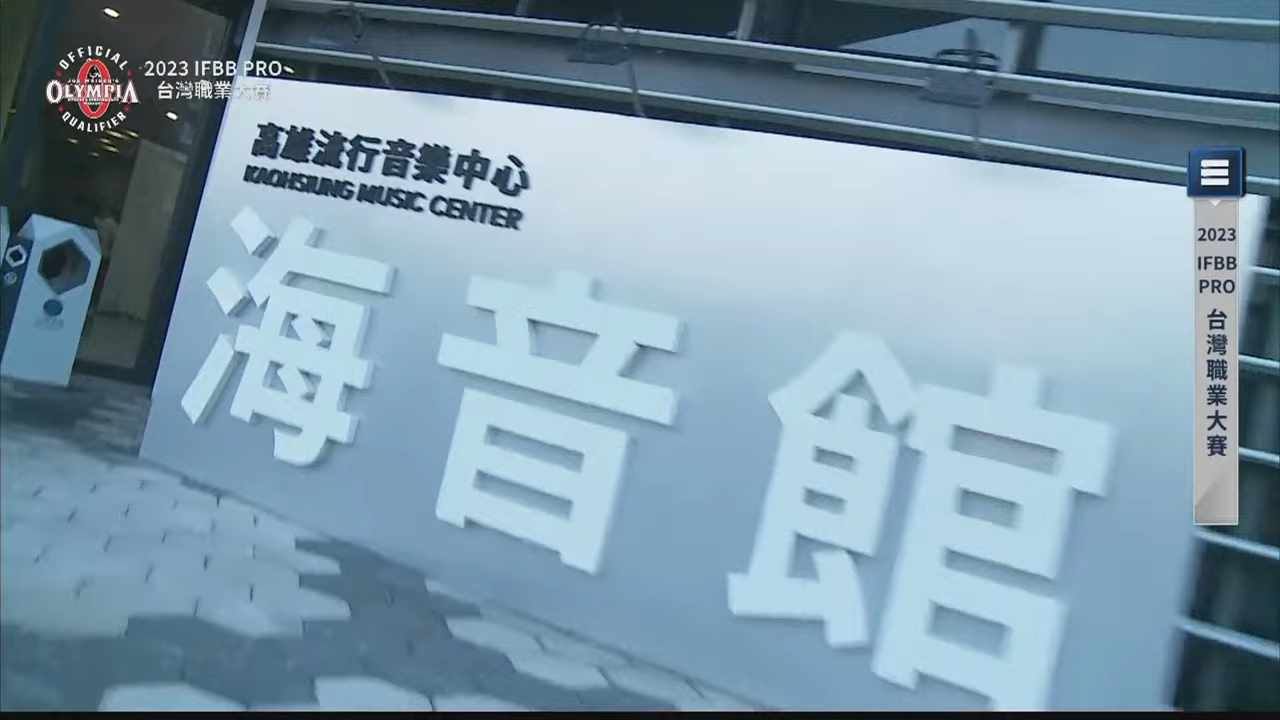 OFFICIAL
OLYMPIA
QUALIFIER
2023 IFBB PRO
台灣職業大賽
高雄流行音樂中心
KAOHSIUNG MUSIC CENTER
海音館
2023
IFBB
PRO
台灣職業大賽